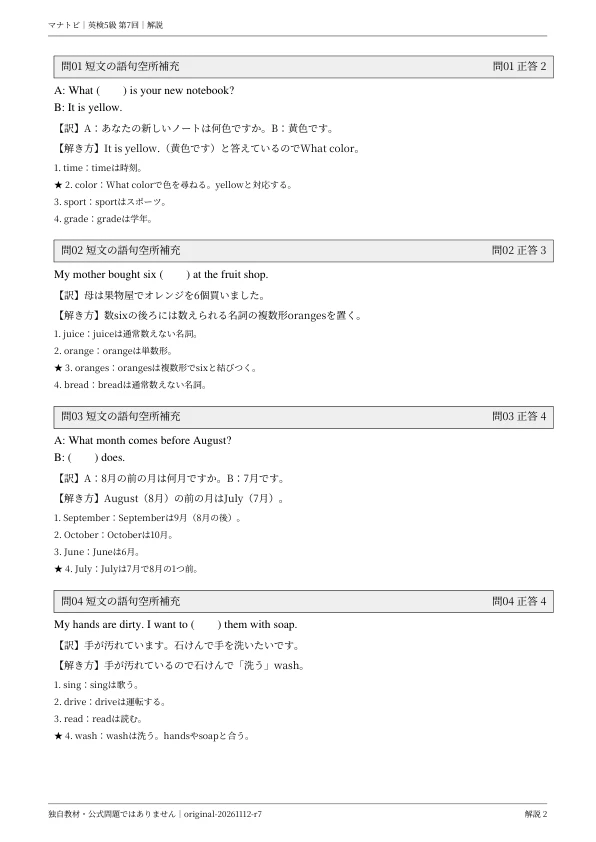 マナトビ｜英検5級 第7回｜解説
問01 短文の語句空所補充 問01 正答 2
A: What (   ) is your new notebook?
B: It is yellow.
【訳】A：あなたの新しいノートは何色ですか。B：黄色です。
【解き方】It is yellow.（黄色です）と答えているのでWhat color。
1. time：timeは時刻。
★ 2. color：What colorで色を尋ねる。yellowと対応する。
3. sport：sportはスポーツ。
4. grade：gradeは学年。
問02 短文の語句空所補充 問02 正答 3
My mother bought six (   ) at the fruit shop.
【訳】母は果物屋でオレンジを6個買いました。
【解き方】数sixの後ろには数えられる名詞の複数形orangesを置く。
1. juice：juiceは通常数えない名詞。
2. orange：orangeは単数形。
★ 3. oranges：orangesは複数形でsixと結びつく。
4. bread：breadは通常数えない名詞。
問03 短文の語句空所補充 問03 正答 4
A: What month comes before August?
B: (   ) does.
【訳】A：8月の前の月は何月ですか。B：7月です。
【解き方】August（8月）の前の月はJuly（7月）。
1. September：Septemberは9月（8月の後）。
2. October：Octoberは10月。
3. June：Juneは6月。
★ 4. July：Julyは7月で8月の1つ前。
問04 短文の語句空所補充 問04 正答 4
My hands are dirty. I want to (   ) them with soap.
【訳】手が汚れています。石けんで手を洗いたいです。
【解き方】手が汚れているので石けんで「洗う」wash。
1. sing：singは歌う。
2. drive：driveは運転する。
3. read：readは読む。
★ 4. wash：washは洗う。handsやsoapと合う。
独自教材・公式問題ではありません｜original-20261112-r7 解説 2